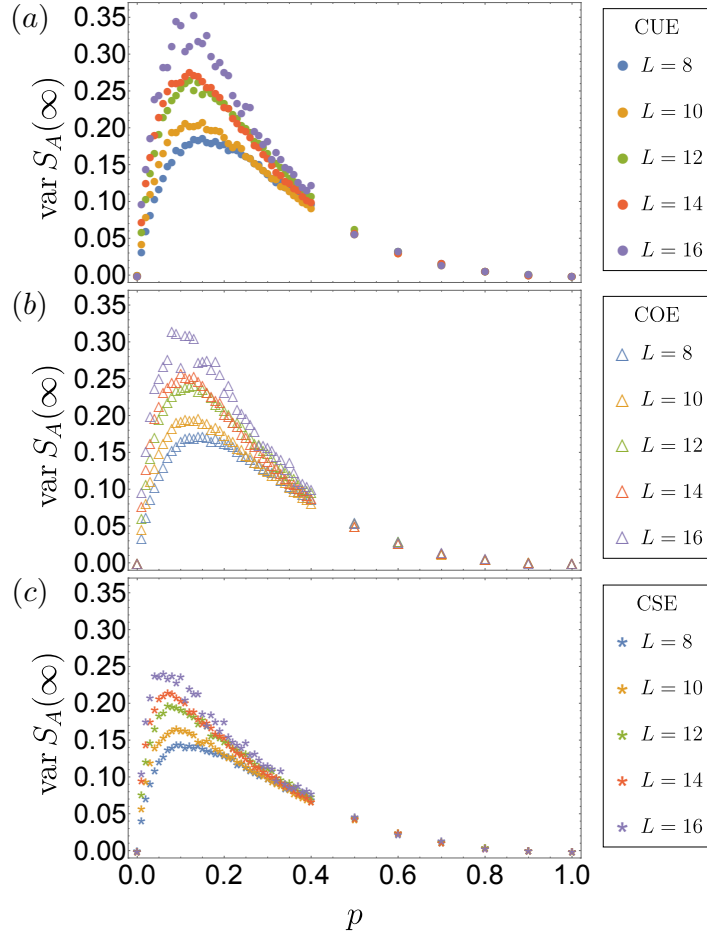 (a)
var S_A(∞)
0.35
0.30
0.25
0.20
0.15
0.10
0.05
0.00
CUE
L = 8
L = 10
L = 12
L = 14
L = 16
(b)
var S_A(∞)
0.35
0.30
0.25
0.20
0.15
0.10
0.05
0.00
COE
L = 8
L = 10
L = 12
L = 14
L = 16
(c)
var S_A(∞)
0.35
0.30
0.25
0.20
0.15
0.10
0.05
0.00
0.0 0.2 0.4 0.6 0.8 1.0
p
CSE
L = 8
L = 10
L = 12
L = 14
L = 16